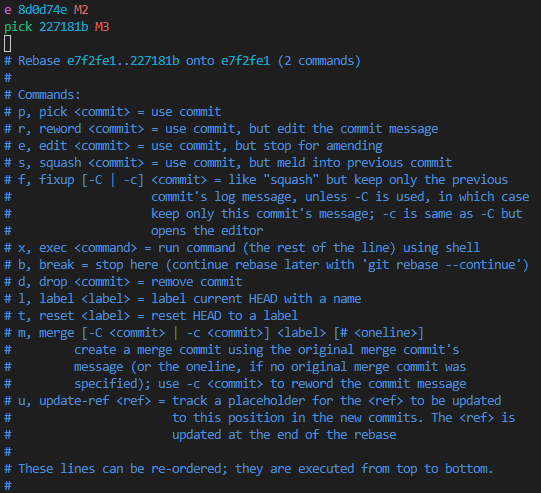 e 8d0d74e M2
pick 227181b M3
# Rebase e7f2fe1..227181b onto e7f2fe1 (2 commands)
#
# Commands:
# p, pick <commit> = use commit
# r, reword <commit> = use commit, but edit the commit message
# e, edit <commit> = use commit, but stop for amending
# s, squash <commit> = use commit, but meld into previous commit
# f, fixup [-C | -c] <commit> = like "squash" but keep only the previous
#                    commit's log message, unless -C is used, in which case
#                    keep only this commit's message; -c is same as -C but
#                    opens the editor
# x, exec <command> = run command (the rest of the line) using shell
# b, break = stop here (continue rebase later with 'git rebase --continue')
# d, drop <commit> = remove commit
# l, label <label> = label current HEAD with a name
# t, reset <label> = reset HEAD to a label
# m, merge [-C <commit> | -c <commit>] <label> [# <oneline>]
#         create a merge commit using the original merge commit's
#         message (or the oneline, if no original merge commit was
#         specified); use -c <commit> to reword the commit message
# u, update-ref <ref> = track a placeholder for the <ref> to be updated
#                       to this position in the new commits. The <ref> is
#                       updated at the end of the rebase
#
# These lines can be re-ordered; they are executed from top to bottom.
#